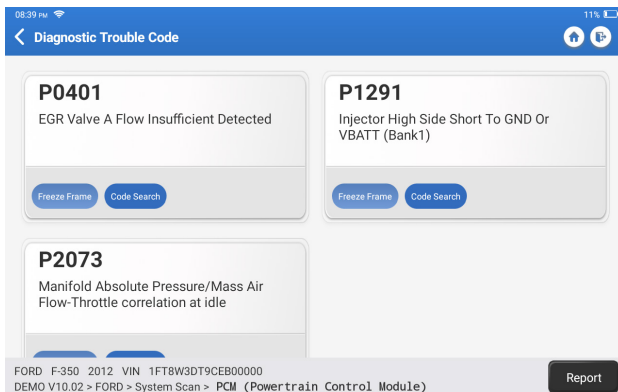 08:39 PM 11%
Diagnostic Trouble Code
P0401
EGR Valve A Flow Insufficient Detected
Freeze Frame Code Search
P1291
Injector High Side Short To GND Or
VBATT (Bank1)
Freeze Frame Code Search
P2073
Manifold Absolute Pressure/Mass Air
Flow-Throttle correlation at idle
FORD F-350 2012 VIN 1FT8W3DT9CEB00000
DEMO V10.02 > FORD > System Scan > PCM (Powertrain Control Module)
Report